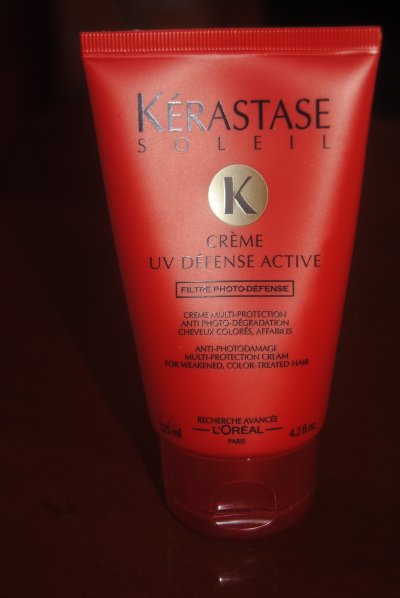 KÉRASTASE
SOLEIL
K
CRÈME
UV DÉFENSE ACTIVE
FILTRE PHOTO-DÉFENSE
CRÈME MULTI-PROTECTION
ANTI PHOTO-DÉGRADATION
CHEVEUX COLORÉS, AFFAIBLIS
ANTI-PHOTODAMAGE
MULTI-PROTECTION CREAM
FOR WEAKENED, COLOR-TREATED HAIR
RECHERCHE AVANCÉE
125 ml L'ORÉAL 4.2 fl.oz.
PARIS